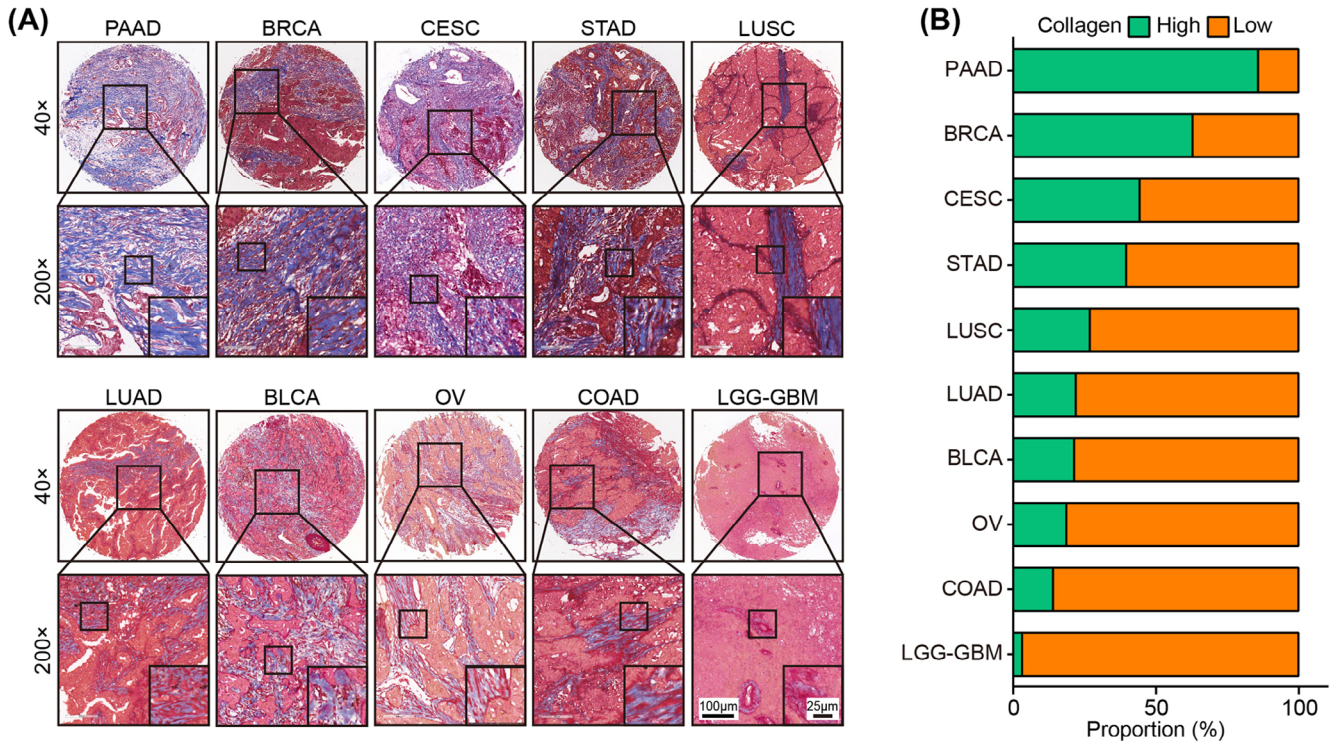 (A)
PAAD BRCA CESC STAD LUSC
40×
200×
LUAD BLCA OV COAD LGG-GBM
40×
200×
100μm 25μm
(B)
Collagen High Low
PAAD
BRCA
CESC
STAD
LUSC
LUAD
BLCA
OV
COAD
LGG-GBM
0 50 100
Proportion (%)